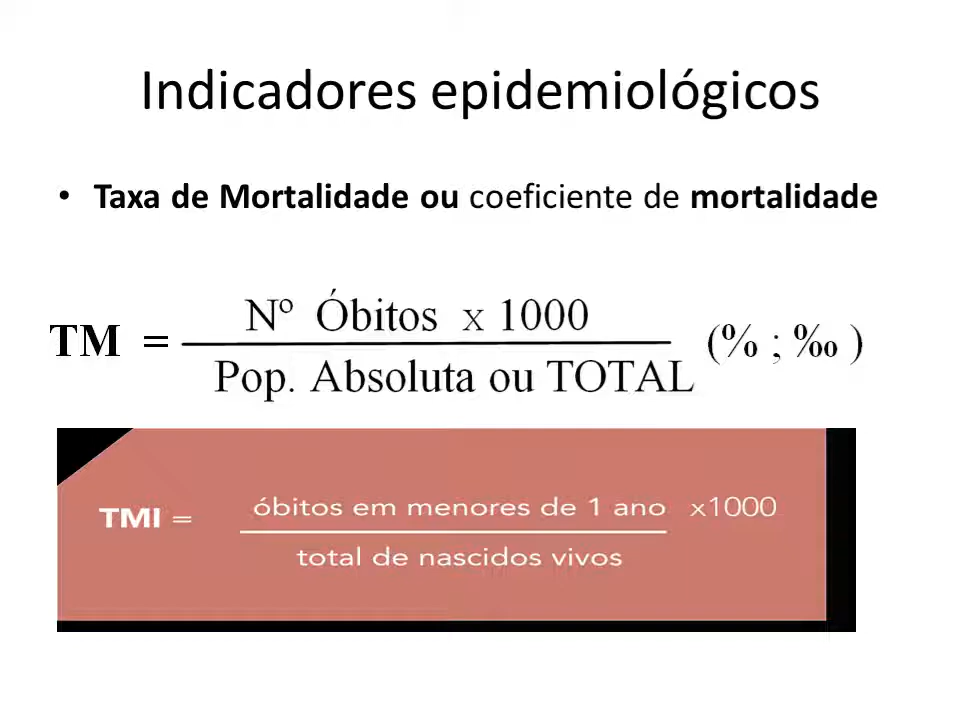 Indicadores epidemiológicos
• Taxa de Mortalidade ou coeficiente de mortalidade
Nº Óbitos x 1000
TM = (% ; ‰ )
Pop. Absoluta ou TOTAL
óbitos em menores de 1 ano x1000
TMI =
total de nascidos vivos